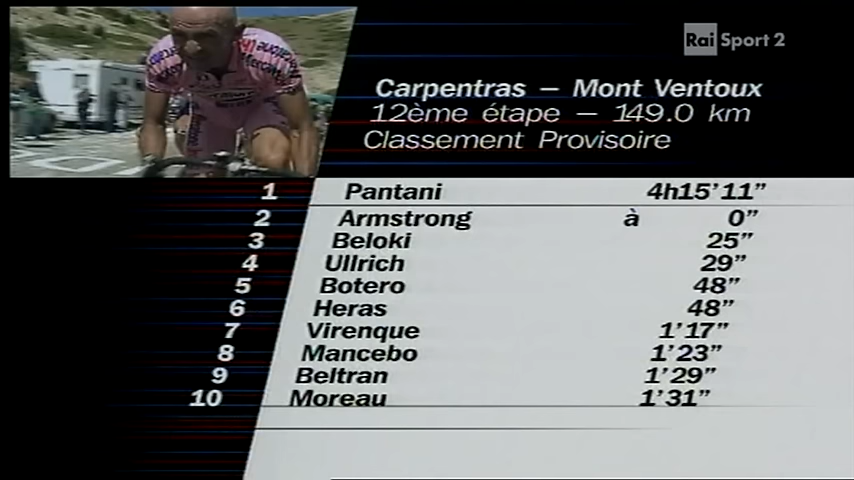 Rai Sport 2
Carpentras – Mont Ventoux
12ème étape – 149.0 km
Classement Provisoire
1 Pantani 4h15'11”
2 Armstrong à 0”
3 Beloki 25”
4 Ullrich 29”
5 Botero 48”
6 Heras 48”
7 Virenque 1'17”
8 Mancebo 1'23”
9 Beltran 1'29”
10 Moreau 1'31”